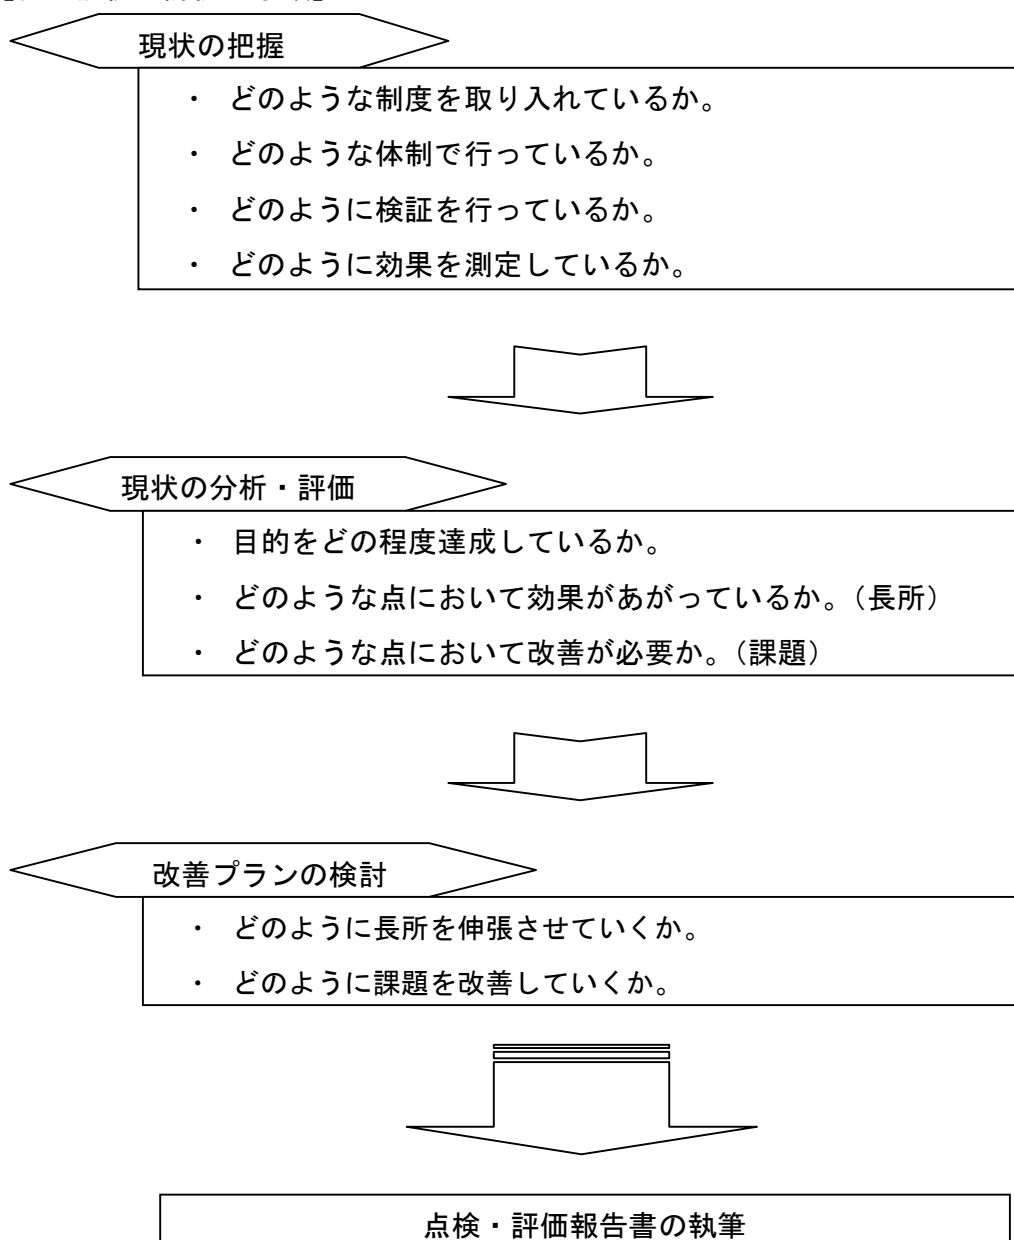 現状の把握
・ どのような制度を取り入れているか。
・ どのような体制で行っているか。
・ どのように検証を行っているか。
・ どのように効果を測定しているか。
現状の分析・評価
・ 目的をどの程度達成しているか。
・ どのような点において効果があがっているか。（長所）
・ どのような点において改善が必要か。（課題）
改善プランの検討
・ どのように長所を伸張させていくか。
・ どのように課題を改善していくか。
点検・評価報告書の執筆